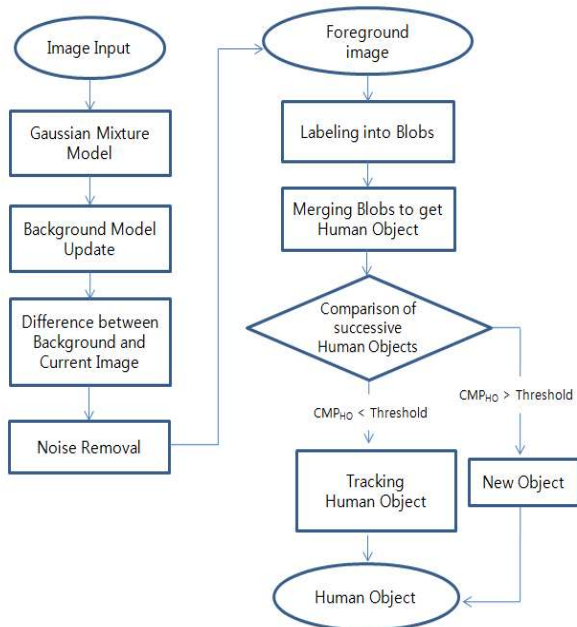 Image Input
Gaussian Mixture
Model
Background Model
Update
Difference between
Background and
Current Image
Noise Removal
Foreground
image
Labeling into Blobs
Merging Blobs to get
Human Object
Comparison of
successive
Human Objects
CMPHO < Threshold
CMPHO > Threshold
Tracking
Human Object
New Object
Human Object